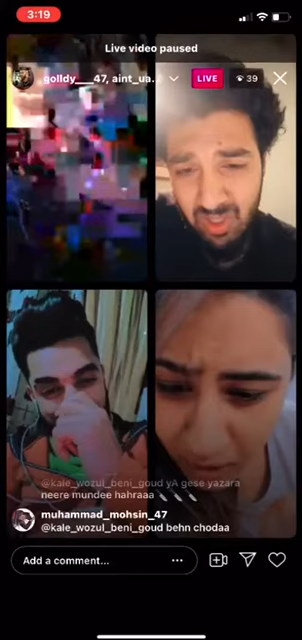 3:19
Live video paused
golldy___47, aint_ua...
LIVE
39
@kale_wozul_beni_goud yA gese yazara
neere mundee hahraaa
muhammad_mohsin_47
@kale_wozul_beni_goud behn chodaa
Add a comment...